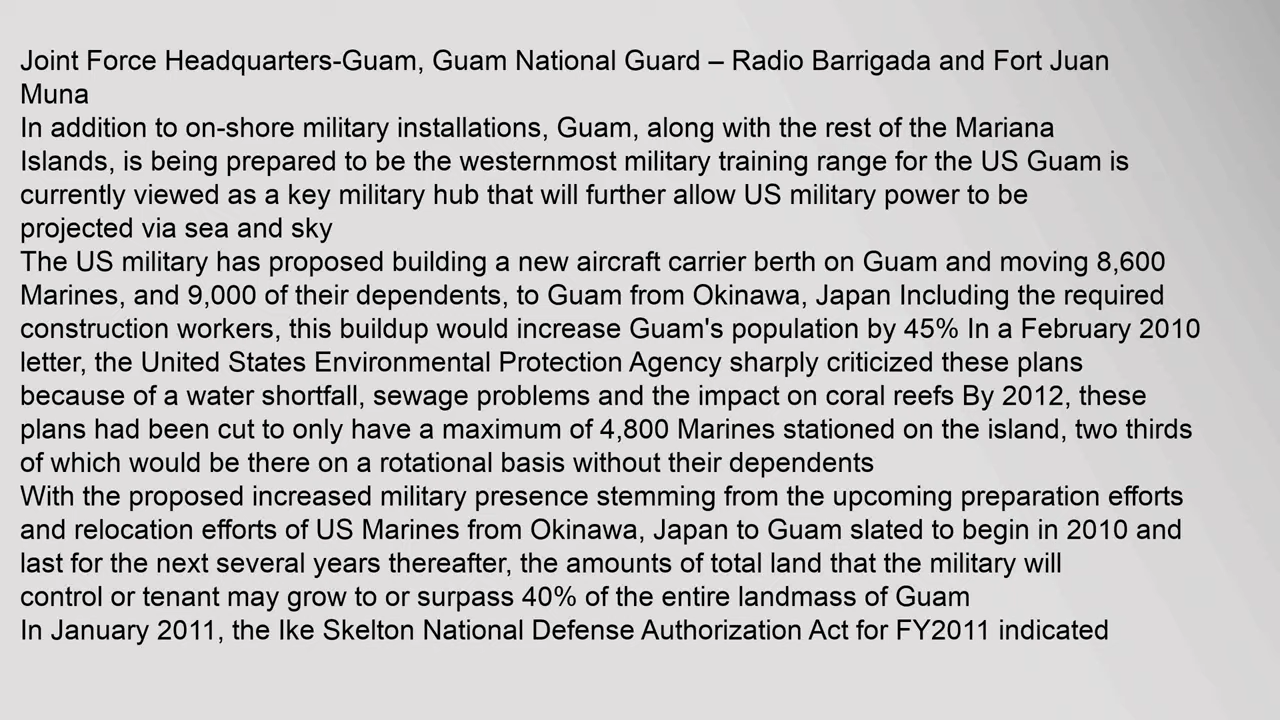 Joint Force Headquarters-Guam, Guam National Guard – Radio Barrigada and Fort Juan
Muna
In addition to on-shore military installations, Guam, along with the rest of the Mariana
Islands, is being prepared to be the westernmost military training range for the US Guam is
currently viewed as a key military hub that will further allow US military power to be
projected via sea and sky
The US military has proposed building a new aircraft carrier berth on Guam and moving 8,600
Marines, and 9,000 of their dependents, to Guam from Okinawa, Japan Including the required
construction workers, this buildup would increase Guam's population by 45% In a February 2010
letter, the United States Environmental Protection Agency sharply criticized these plans
because of a water shortfall, sewage problems and the impact on coral reefs By 2012, these
plans had been cut to only have a maximum of 4,800 Marines stationed on the island, two thirds
of which would be there on a rotational basis without their dependents
With the proposed increased military presence stemming from the upcoming preparation efforts
and relocation efforts of US Marines from Okinawa, Japan to Guam slated to begin in 2010 and
last for the next several years thereafter, the amounts of total land that the military will
control or tenant may grow to or surpass 40% of the entire landmass of Guam
In January 2011, the Ike Skelton National Defense Authorization Act for FY2011 indicated